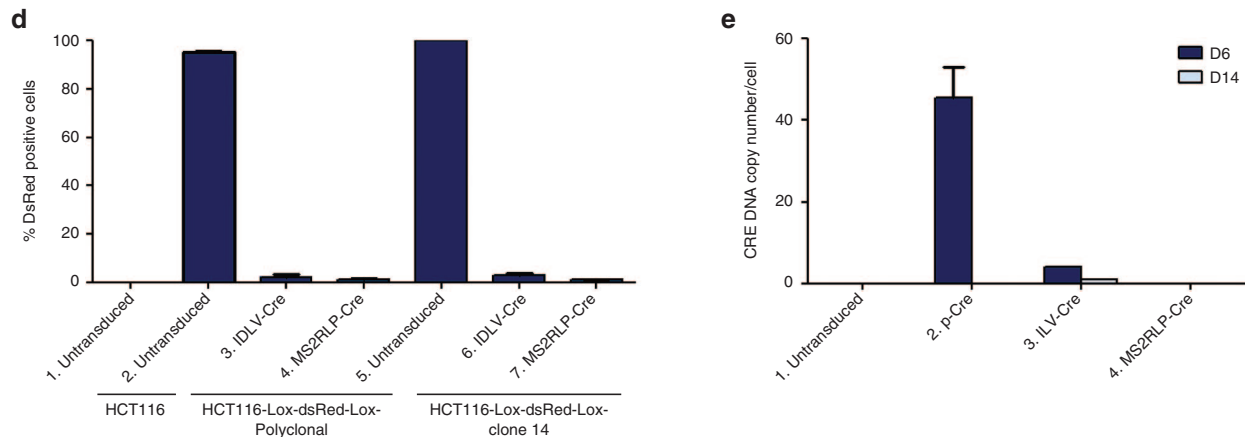 d
% DsRed positive cells
100
80
60
40
20
0
1. Untransduced
2. Untransduced
3. IDLV-Cre
4. MS2RLP-Cre
5. Untransduced
6. IDLV-Cre
7. MS2RLP-Cre
HCT116
HCT116-Lox-dsRed-Lox-
Polyclonal
HCT116-Lox-dsRed-Lox-
clone 14
e
CRE DNA copy number/cell
60
40
20
0
D6
D14
1. Untransduced
2. p-Cre
3. ILV-Cre
4. MS2RLP-Cre